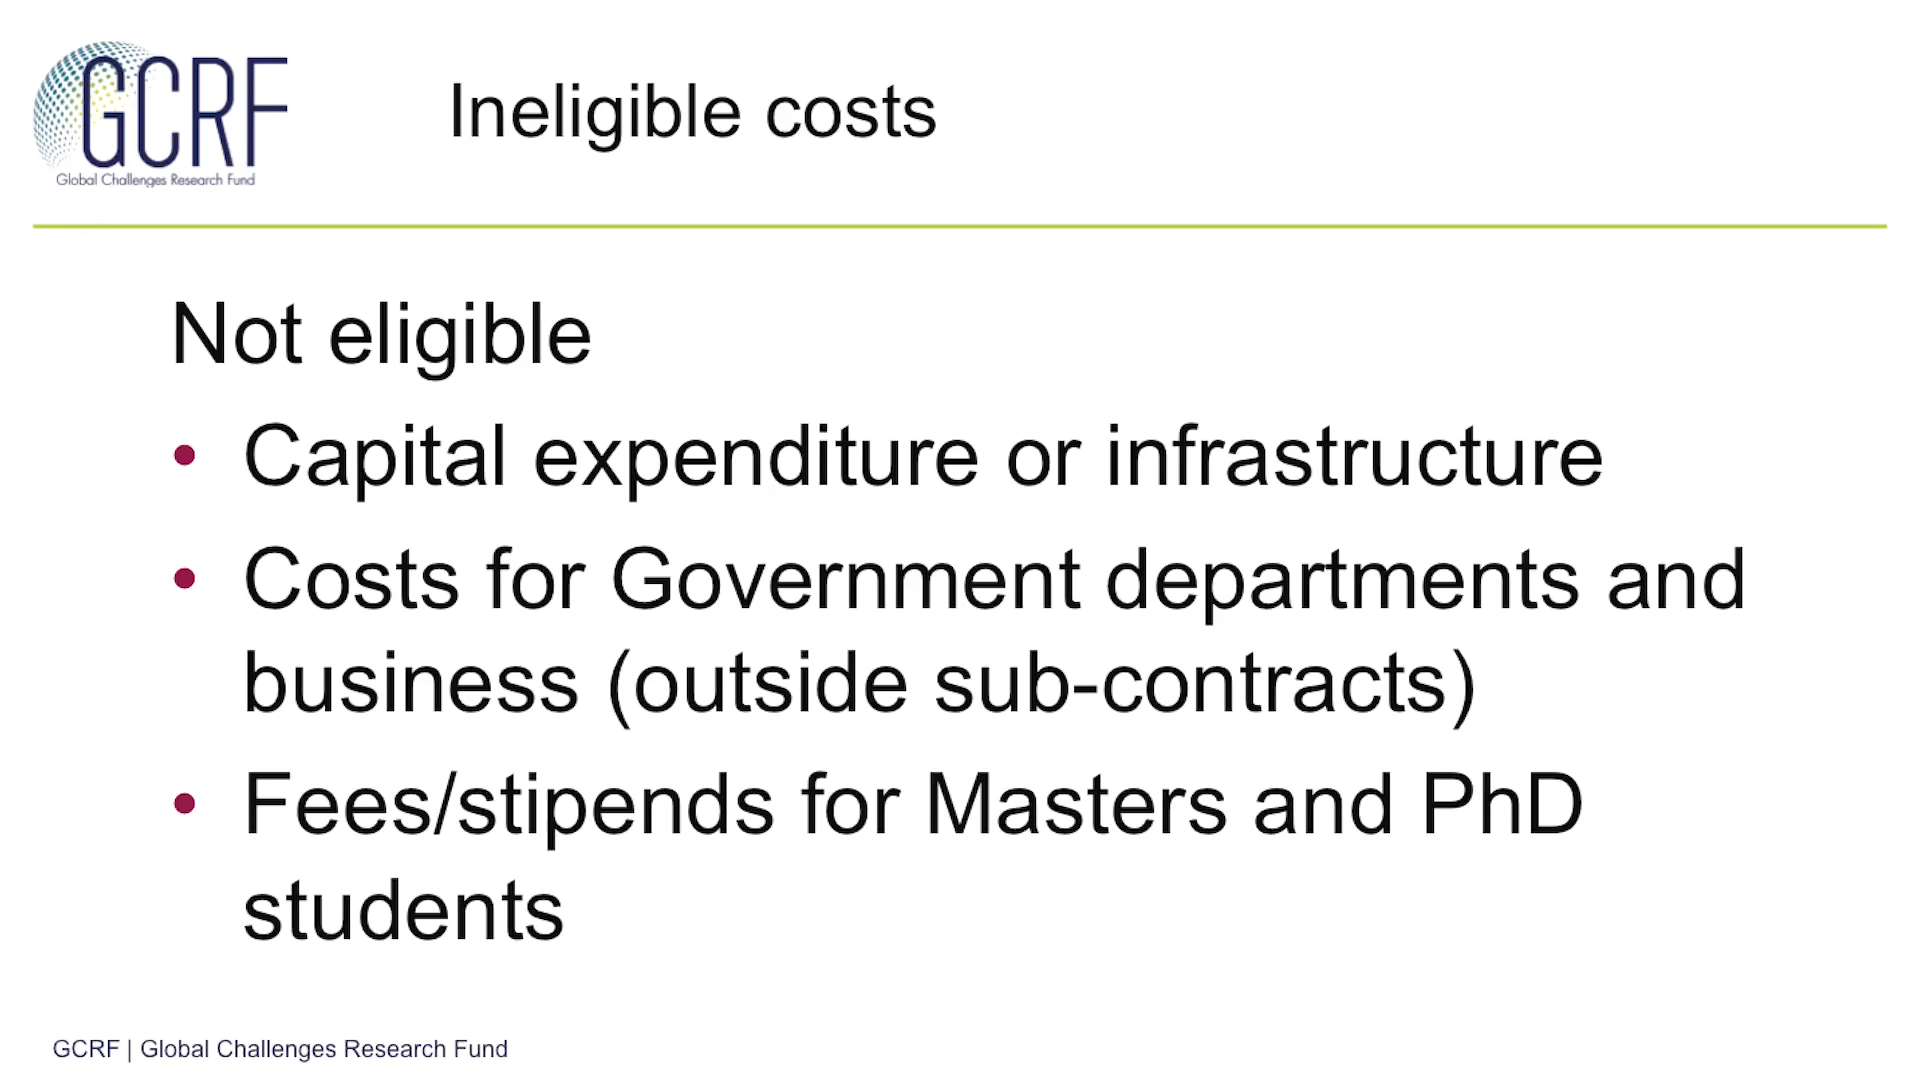 GCRF
Global Challenges Research Fund
Ineligible costs
Not eligible
• Capital expenditure or infrastructure
• Costs for Government departments and
business (outside sub-contracts)
• Fees/stipends for Masters and PhD
students
GCRF | Global Challenges Research Fund